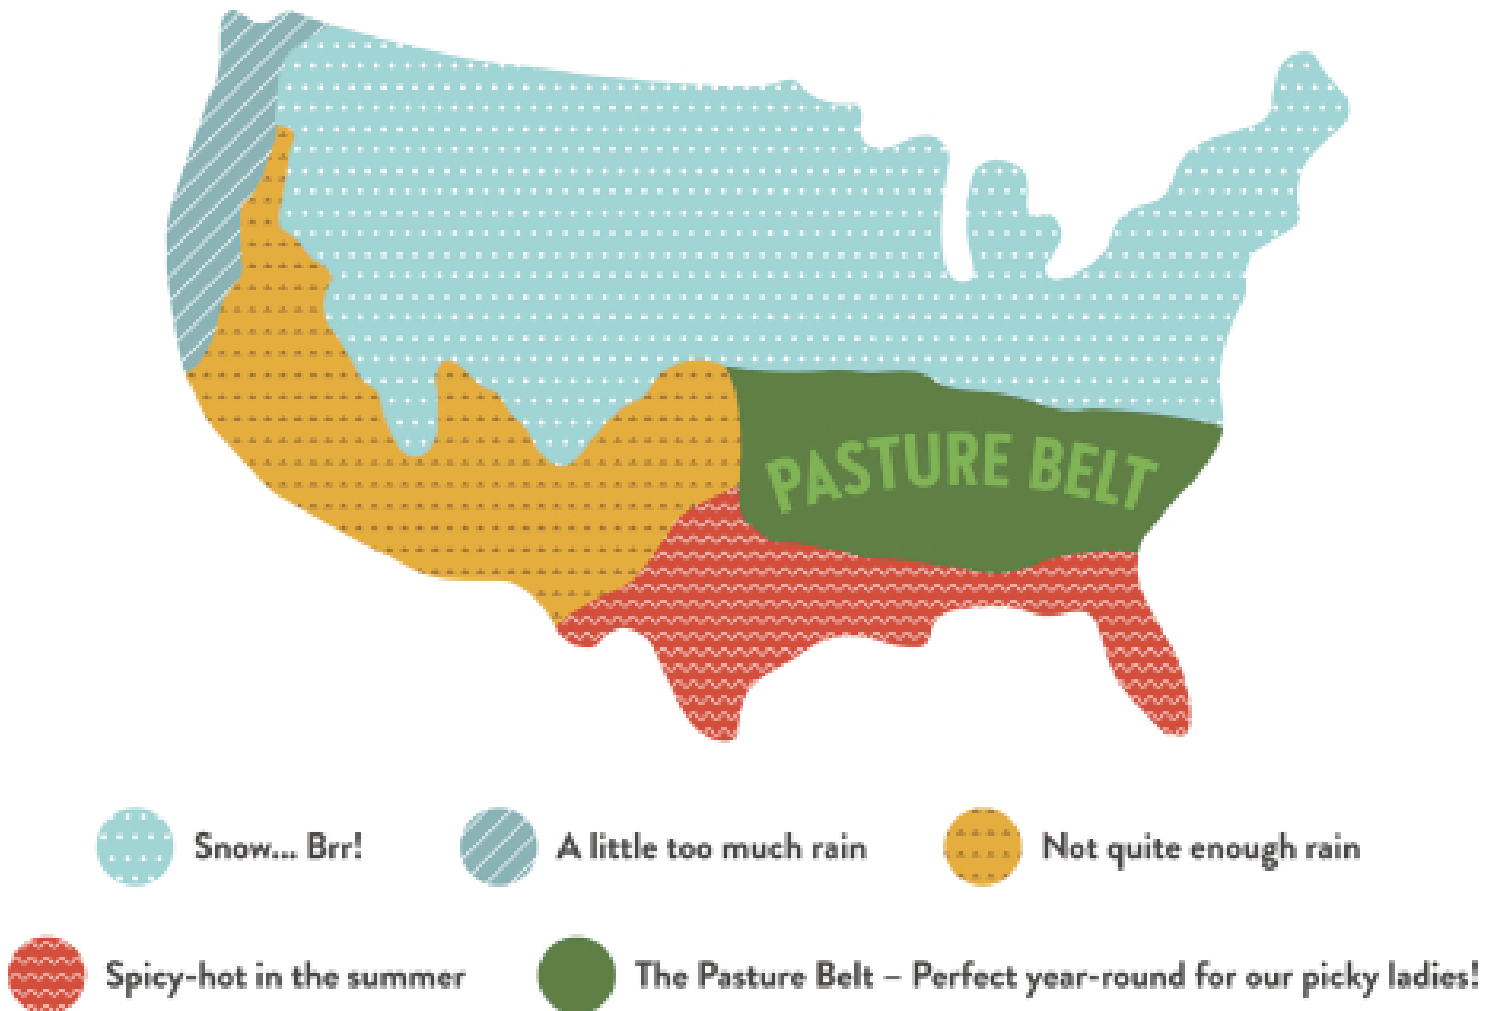 PASTURE BELT
Snow... Brr!
A little too much rain
Not quite enough rain
Spicy-hot in the summer
The Pasture Belt – Perfect year-round for our picky ladies!